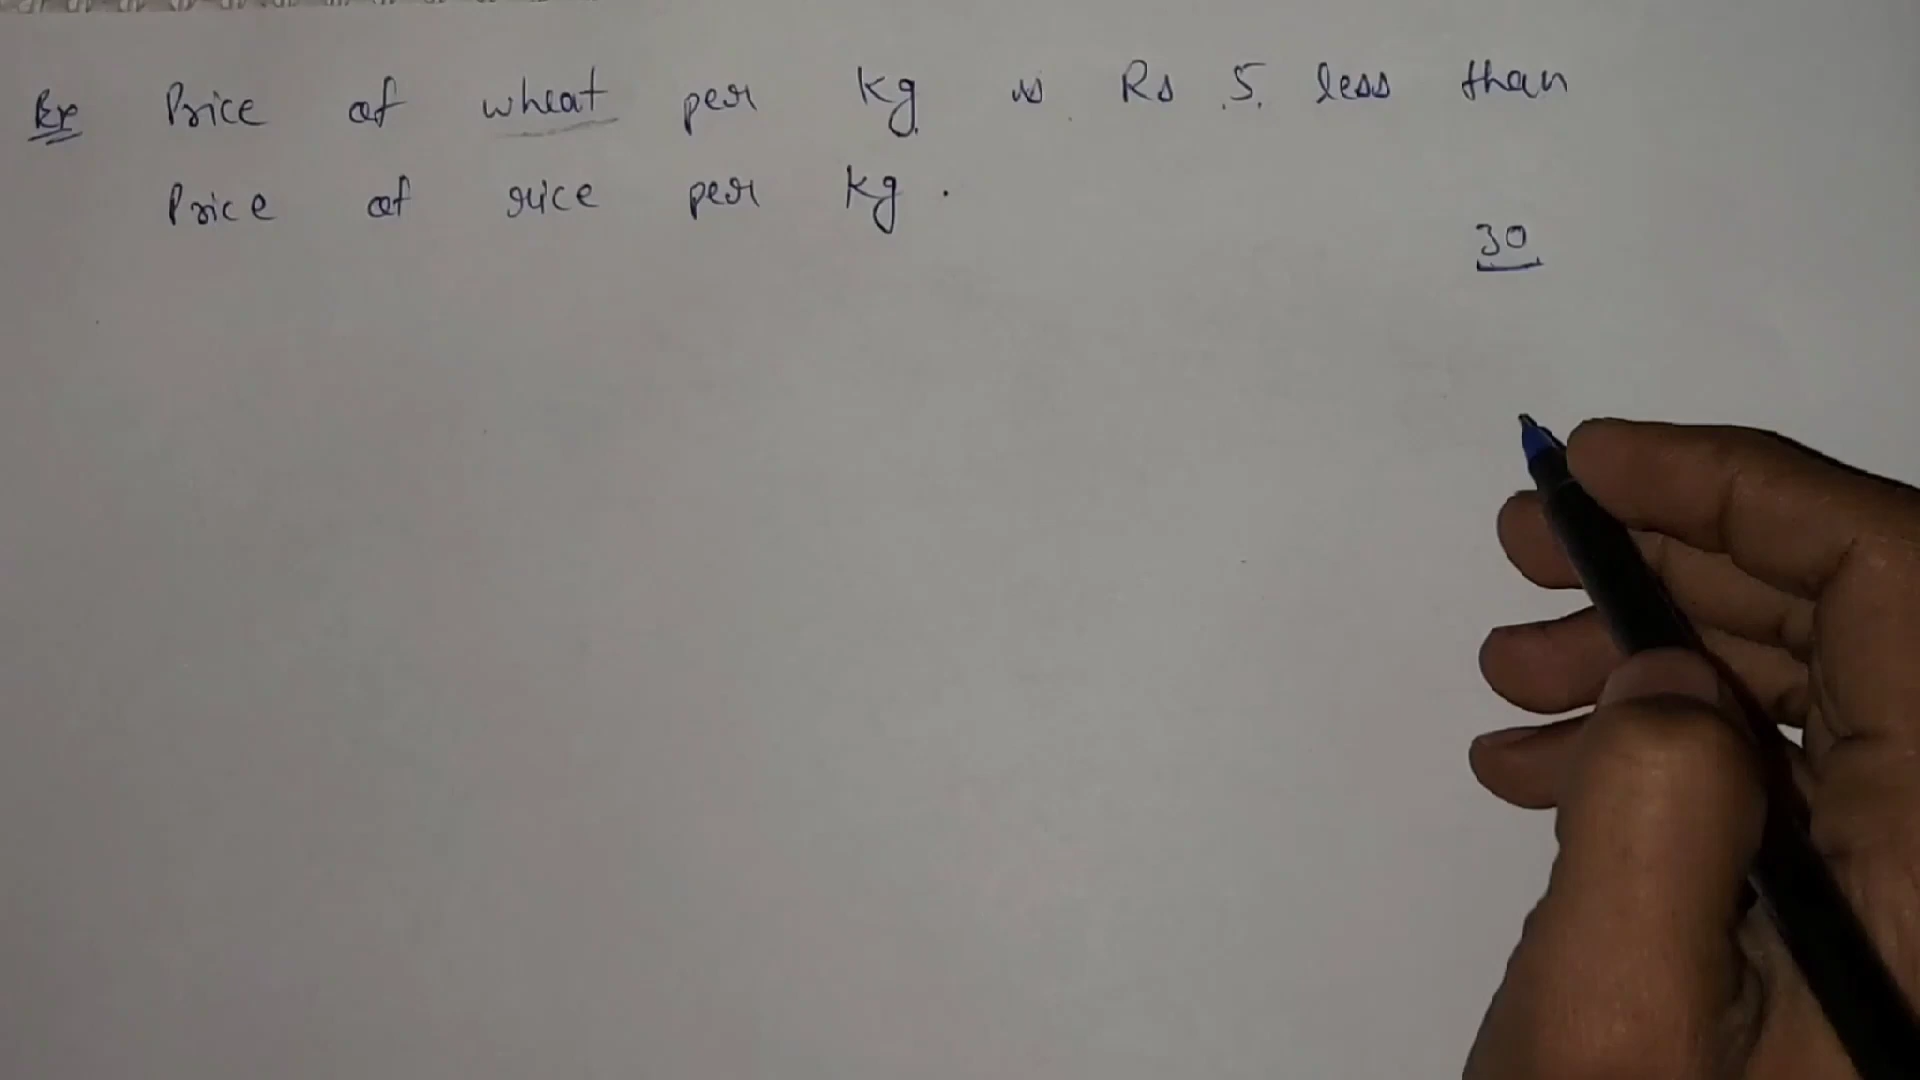 Ex Price of wheat per kg is Rs 5 less than
Price of rice per kg.
30